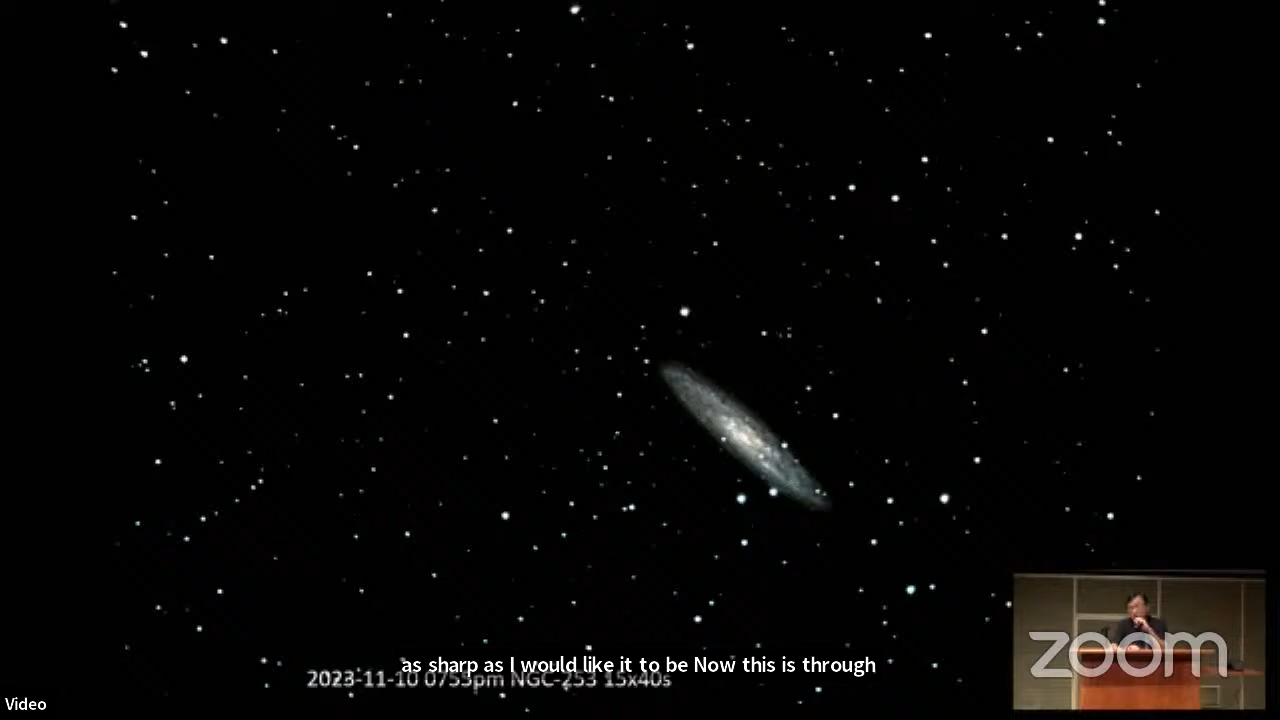 as sharp as I would like it to be Now this is through
2023-11-10 0753pm NGC-253 15x40s
zoom
Video